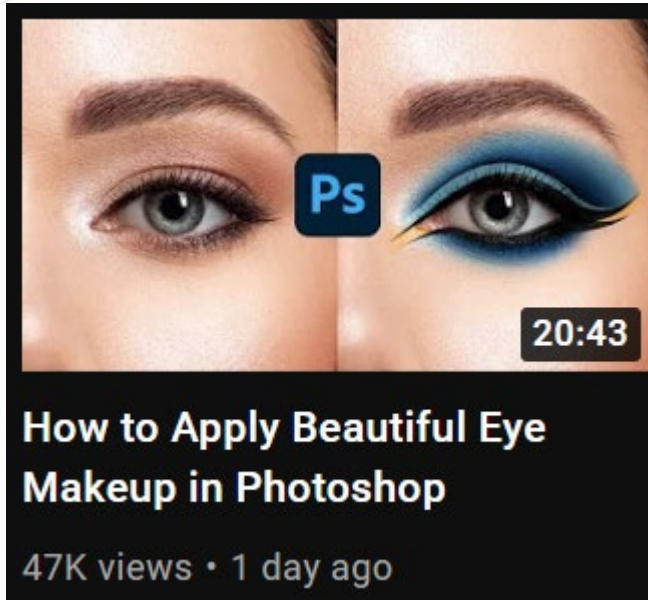 Ps
20:43
How to Apply Beautiful Eye
Makeup in Photoshop
47K views • 1 day ago